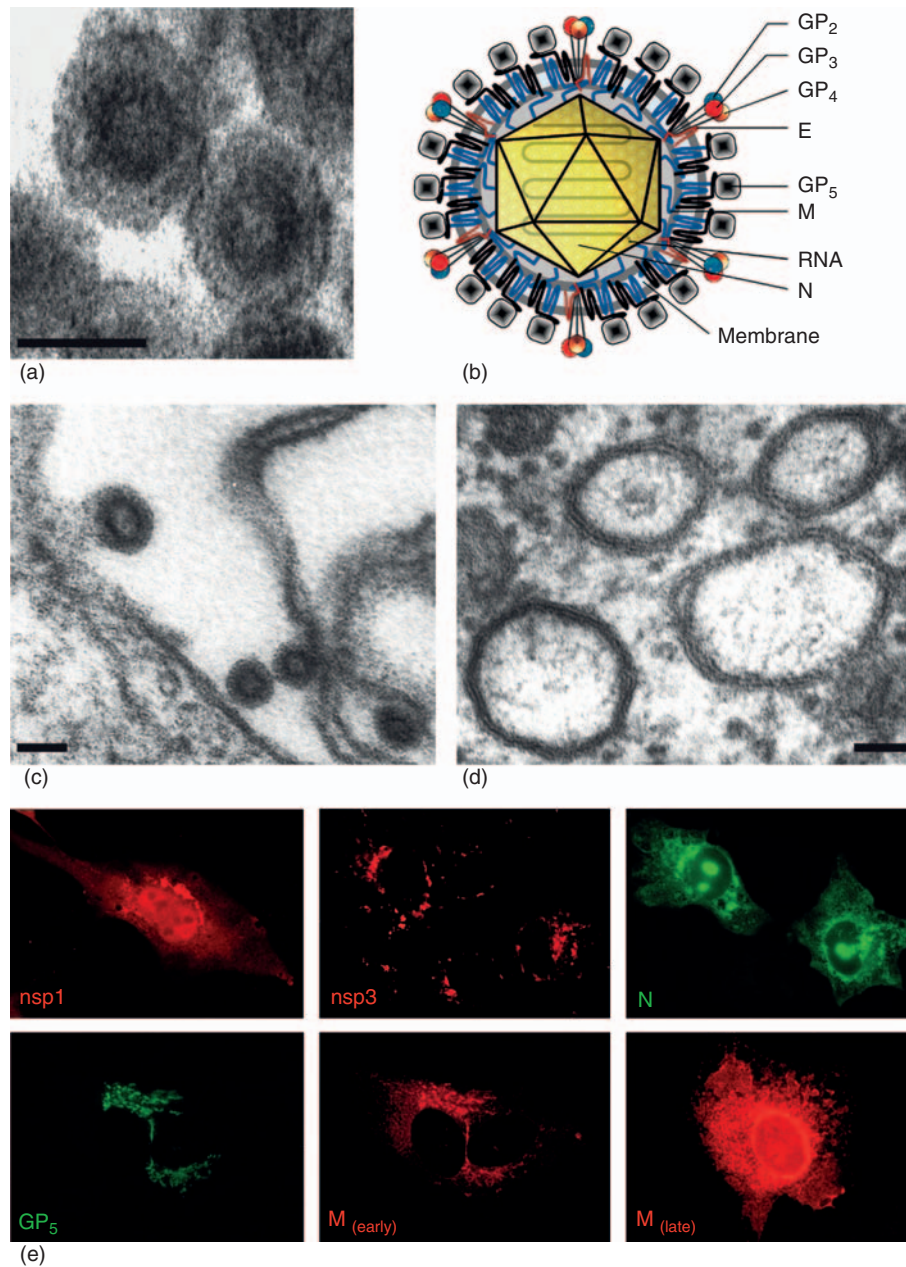 GP2
GP3
GP4
E
GP5
M
RNA
N
Membrane
(a)
(b)
(c)
(d)
nsp1
nsp3
N
GP5
M (early)
M (late)
(e)